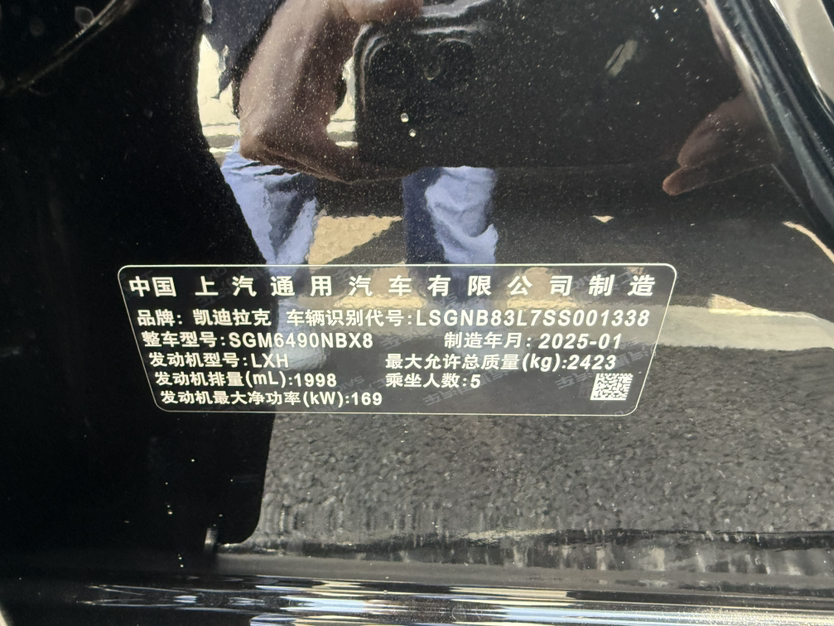 中国 上汽通用汽车有限公司制造
品牌: 凯迪拉克 车辆识别代号:LSGNB83L7SS001338
整车型号:SGM6490NBX8 制造年月: 2025-01
发动机型号:LXH 最大允许总质量(kg):2423
发动机排量(mL):1998 乘坐人数:5
发动机最大净功率(kW):169